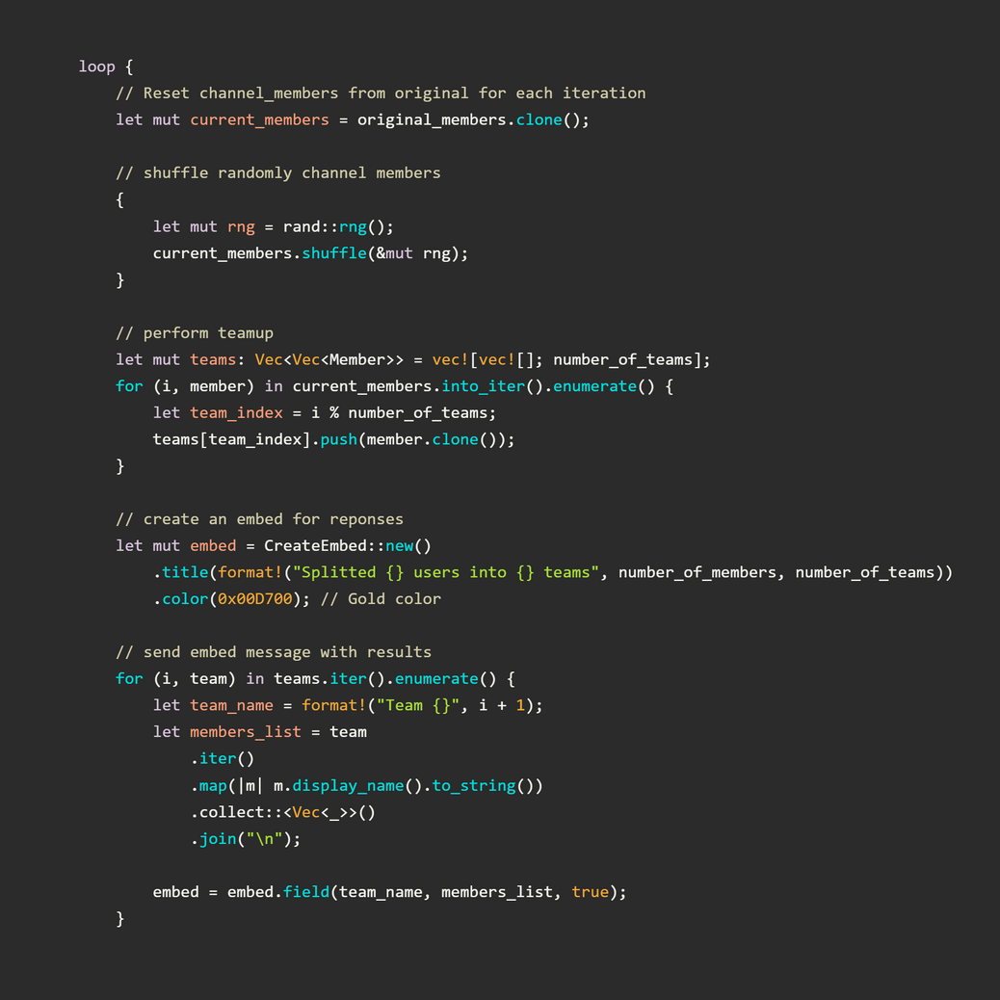 loop {
    // Reset channel_members from original for each iteration
    let mut current_members = original_members.clone();

    // shuffle randomly channel members
    {
        let mut rng = rand::rng();
        current_members.shuffle(&mut rng);
    }

    // perform teamup
    let mut teams: Vec<Vec<Member>> = vec![vec![]; number_of_teams];
    for (i, member) in current_members.into_iter().enumerate() {
        let team_index = i % number_of_teams;
        teams[team_index].push(member.clone());
    }

    // create an embed for reponses
    let mut embed = CreateEmbed::new()
        .title(format!("Splitted {} users into {} teams", number_of_members, number_of_teams))
        .color(0x00D700); // Gold color

    // send embed message with results
    for (i, team) in teams.iter().enumerate() {
        let team_name = format!("Team {}", i + 1);
        let members_list = team
            .iter()
            .map(|m| m.display_name().to_string())
            .collect::<Vec<_>>()
            .join("\n");

        embed = embed.field(team_name, members_list, true);
    }